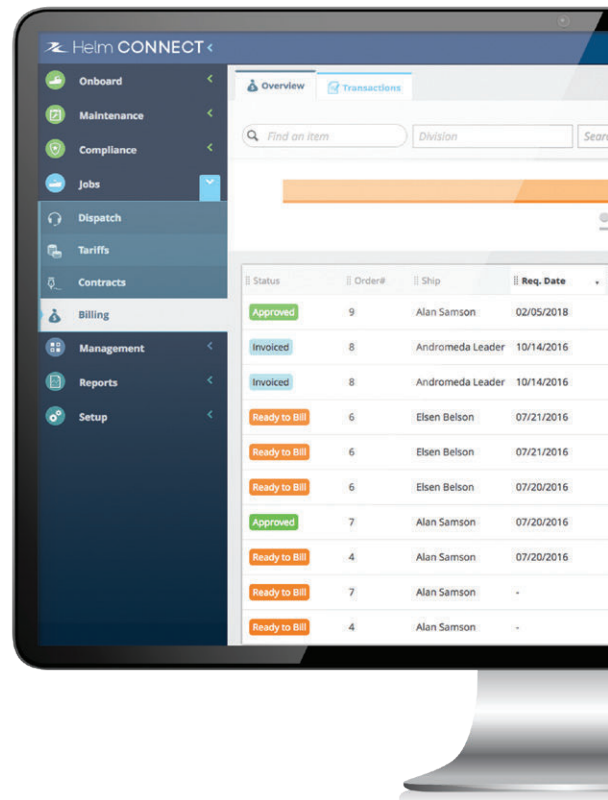 Helm CONNECT
Onboard
Maintenance
Compliance
Jobs
Dispatch
Tariffs
Contracts
Billing
Management
Reports
Setup
Overview Transactions
Find an item Division
Status Order# Ship Req. Date
Approved 9 Alan Samson 02/05/2018
Invoiced 8 Andromeda Leader 10/14/2016
Invoiced 8 Andromeda Leader 10/14/2016
Ready to Bill 6 Elsen Belson 07/21/2016
Ready to Bill 6 Elsen Belson 07/21/2016
Ready to Bill 6 Elsen Belson 07/20/2016
Approved 7 Alan Samson 07/20/2016
Ready to Bill 4 Alan Samson 07/20/2016
Ready to Bill 7 Alan Samson -
Ready to Bill 4 Alan Samson -